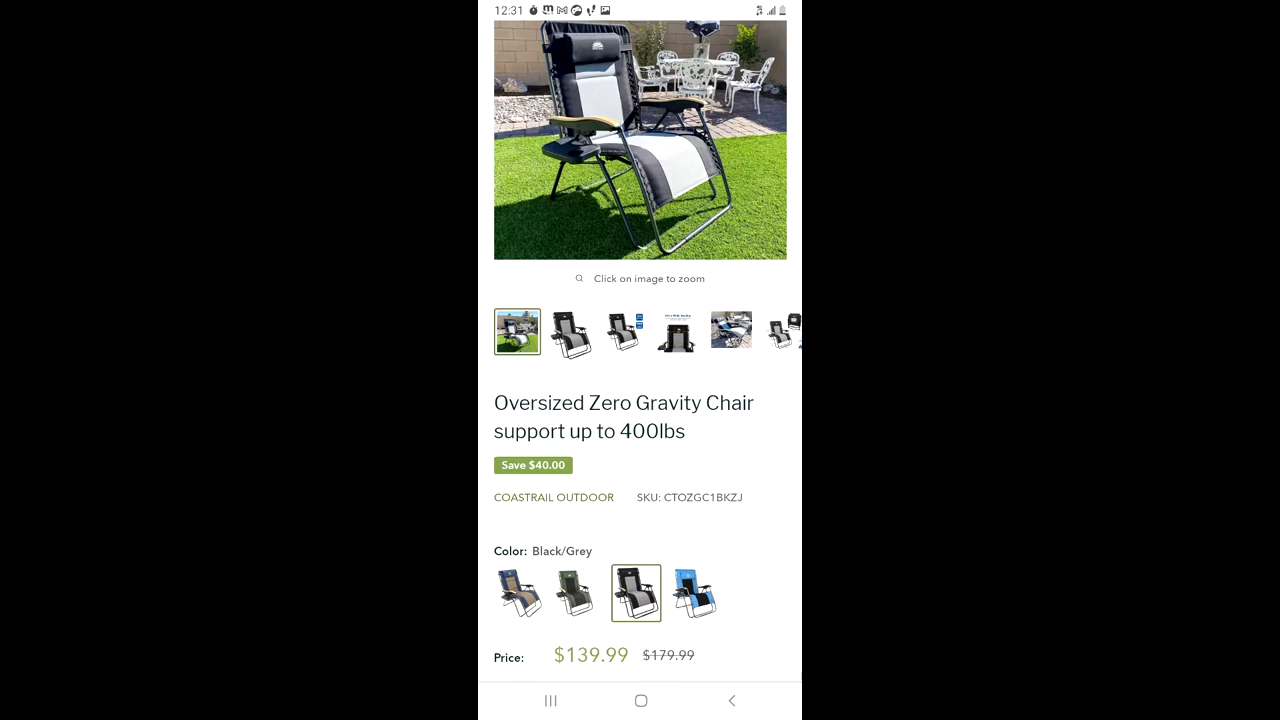 12:31
Click on image to zoom
Oversized Zero Gravity Chair
support up to 400lbs
Save $40.00
COASTRAIL OUTDOOR SKU: CTOZGC1BKZJ
Color: Black/Grey
Price: $139.99 $179.99